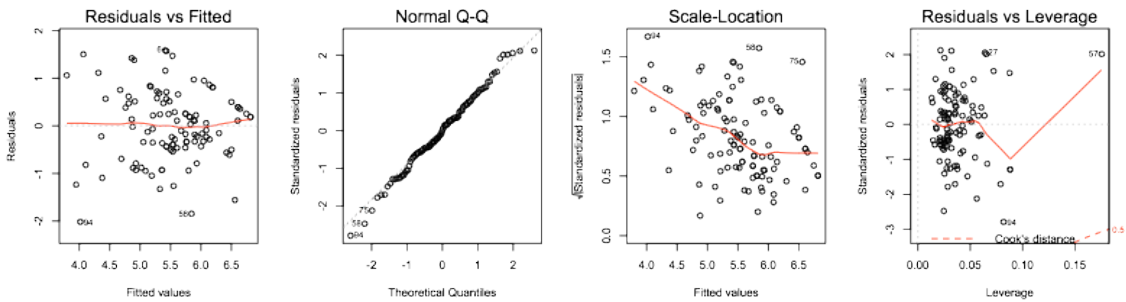 Residuals vs Fitted
Residuals
2
1
0
-1
-2
94
58
4.0 4.5 5.0 5.5 6.0 6.5
Fitted values
Normal Q-Q
Standardized residuals
2
1
0
-1
-2
75
58
94
-2 -1 0 1 2
Theoretical Quantiles
Scale-Location
√|Standardized residuals|
1.5
1.0
0.5
0.0
94
58
75
4.0 4.5 5.0 5.5 6.0 6.5
Fitted values
Residuals vs Leverage
Standardized residuals
2
1
0
-1
-2
-3
57
94
Cook's distance
0.5
0.00 0.05 0.10 0.15
Leverage